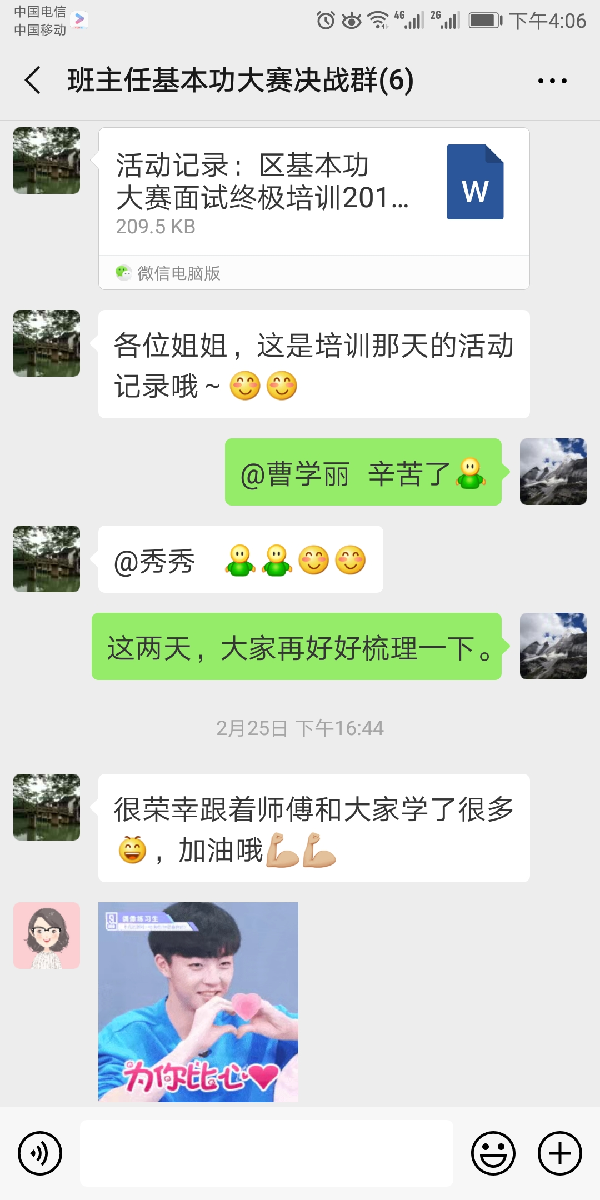 中国电信
中国移动
4G
2G
下午4:06
班主任基本功大赛决战群(6)
活动记录：区基本功
大赛面试终极培训201...
W
209.5 KB
微信电脑版
各位姐姐，这是培训那天的活动
记录哦~😊😊
@曹学丽 辛苦了
@秀秀 😊😊
这两天，大家再好好梳理一下。
2月25日 下午16:44
很荣幸跟着师傅和大家学了很多
😄，加油哦💪💪
为你比心